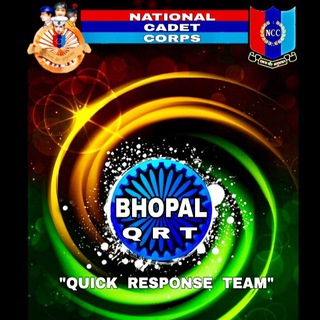 NATIONAL
CADET
CORPS
NCC
BHOPAL
QRT
"QUICK RESPONSE TEAM"